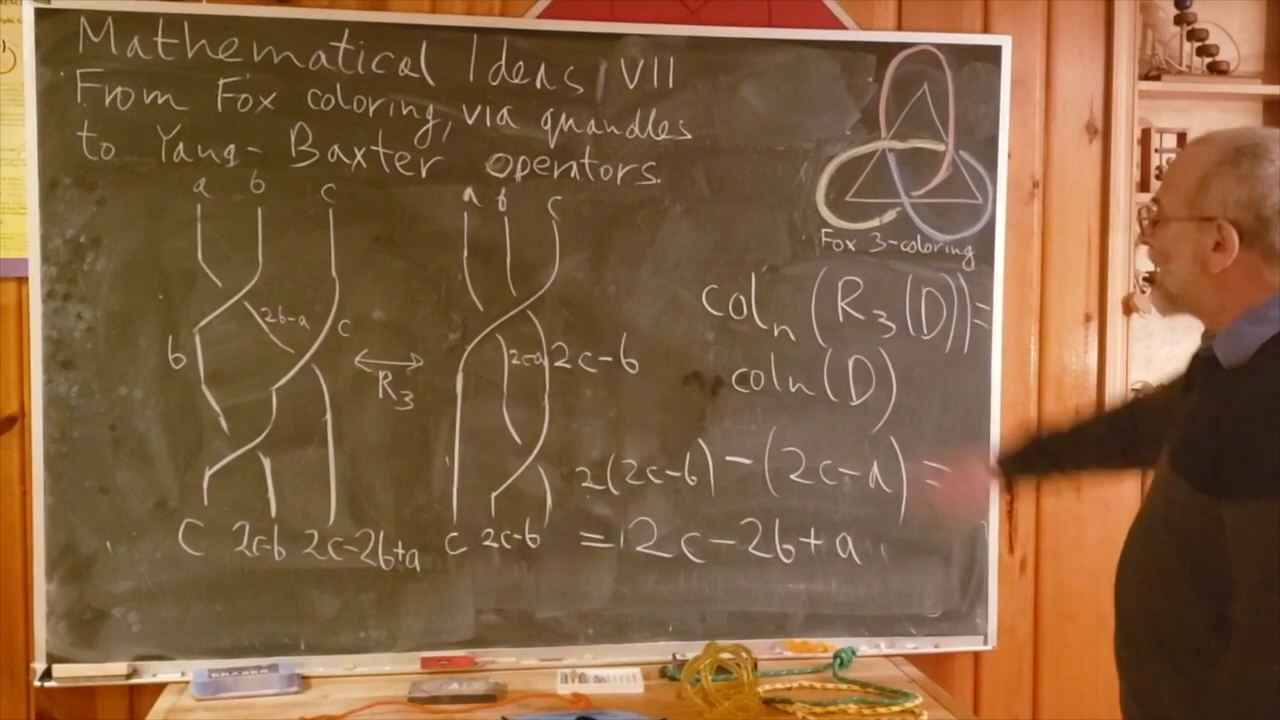 Mathematical Ideas VII
From Fox coloring, via quandles
to Yang-Baxter operators.
a b c
a b c
Fox 3-coloring
2b-a
c
b
R₃
2c-a
2c-b
colₙ(R₃(D))=
coln(D)
2(2c-b)-(2c-a)=
c 2c-b 2c-2b+a
c 2c-b
=2c-2b+a
ERASER